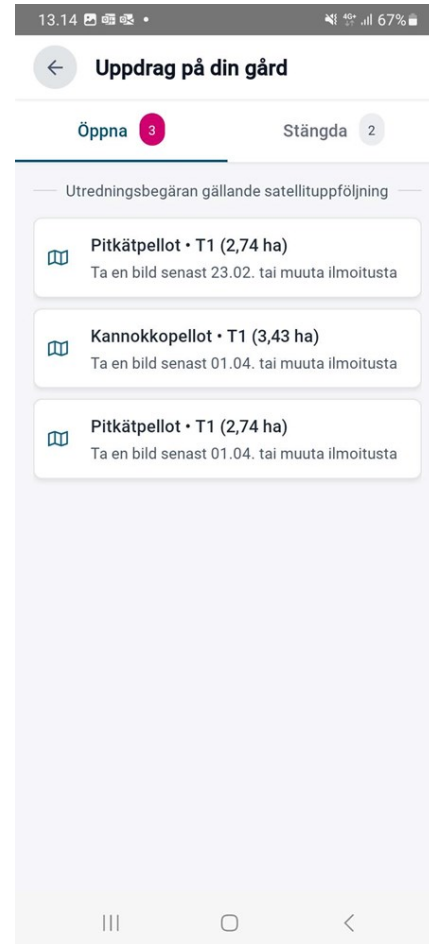 13.14 4G+ 67%
Uppdrag på din gård
Öppna 3 Stängda 2
Utredningsbegäran gällande satellituppföljning
Pitkätpellot • T1 (2,74 ha)
Ta en bild senast 23.02. tai muuta ilmoitusta
Kannokkopellot • T1 (3,43 ha)
Ta en bild senast 01.04. tai muuta ilmoitusta
Pitkätpellot • T1 (2,74 ha)
Ta en bild senast 01.04. tai muuta ilmoitusta